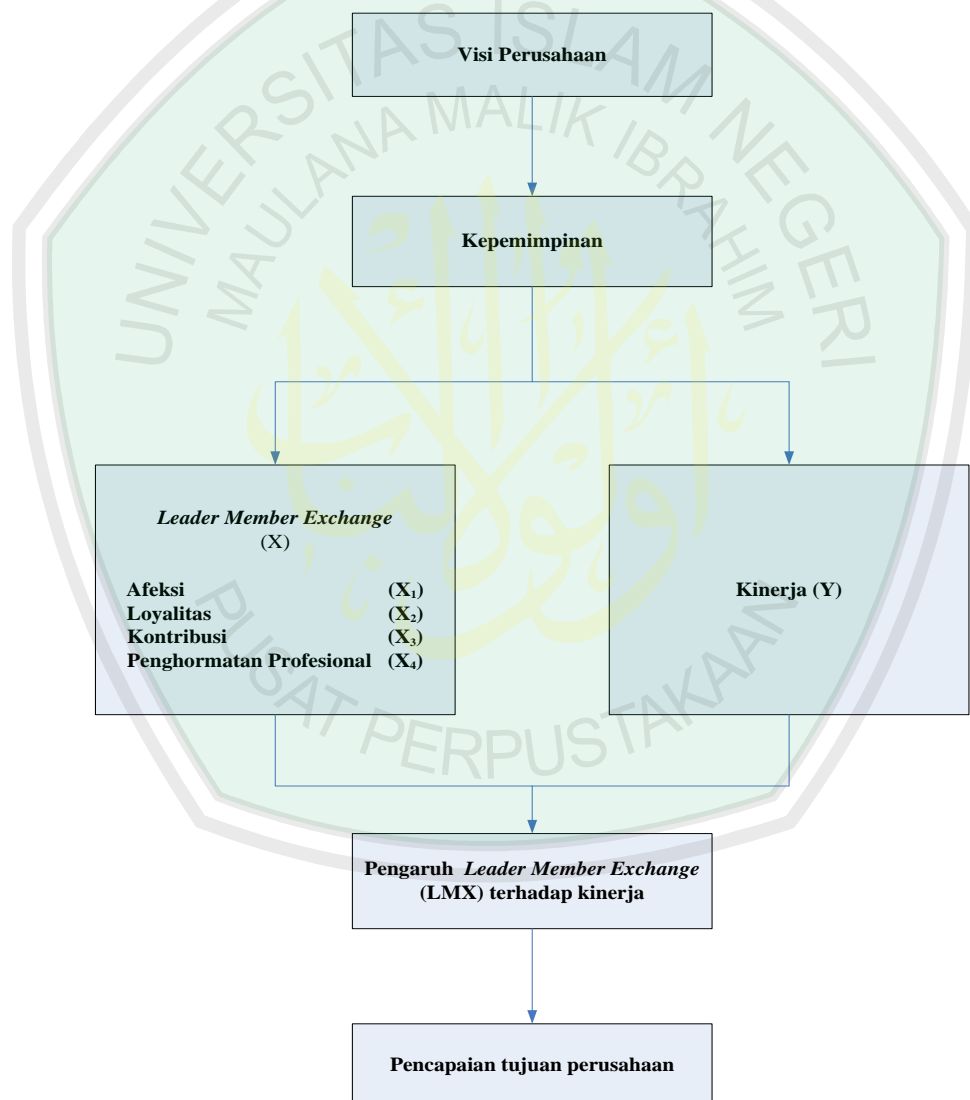 UNIVERSITAS ISLAM NEGERI
MAULANA MALIK IBRAHIM
Visi Perusahaan
Kepemimpinan
Leader Member Exchange
(X)
Afeksi (X₁)
Loyalitas (X₂)
Kontribusi (X₃)
Penghormatan Profesional (X₄)
Kinerja (Y)
PUSAT PERPUSTAKAAN
Pengaruh Leader Member Exchange
(LMX) terhadap kinerja
Pencapaian tujuan perusahaan